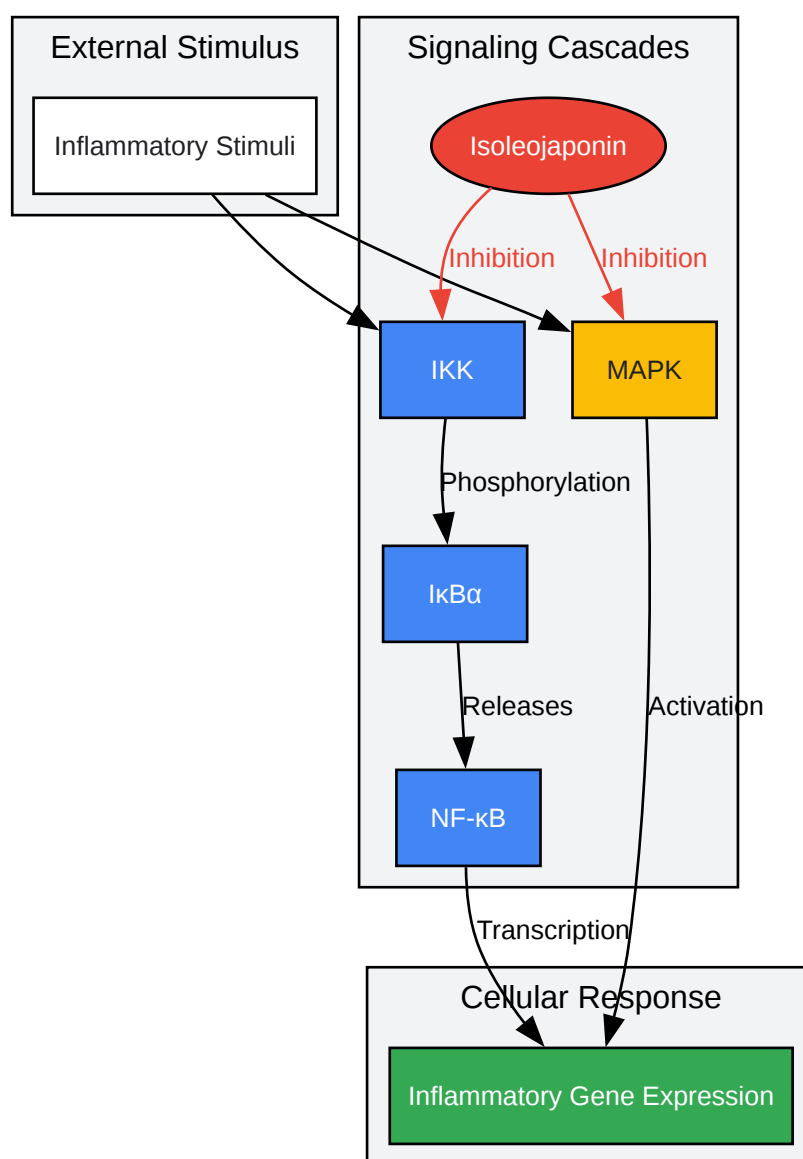 External Stimulus
Signaling Cascades
Inflammatory Stimuli
Isoleojaponin
Inhibition
Inhibition
IKK
MAPK
Phosphorylation
IκBα
Releases
Activation
NF-κB
Transcription
Cellular Response
Inflammatory Gene Expression